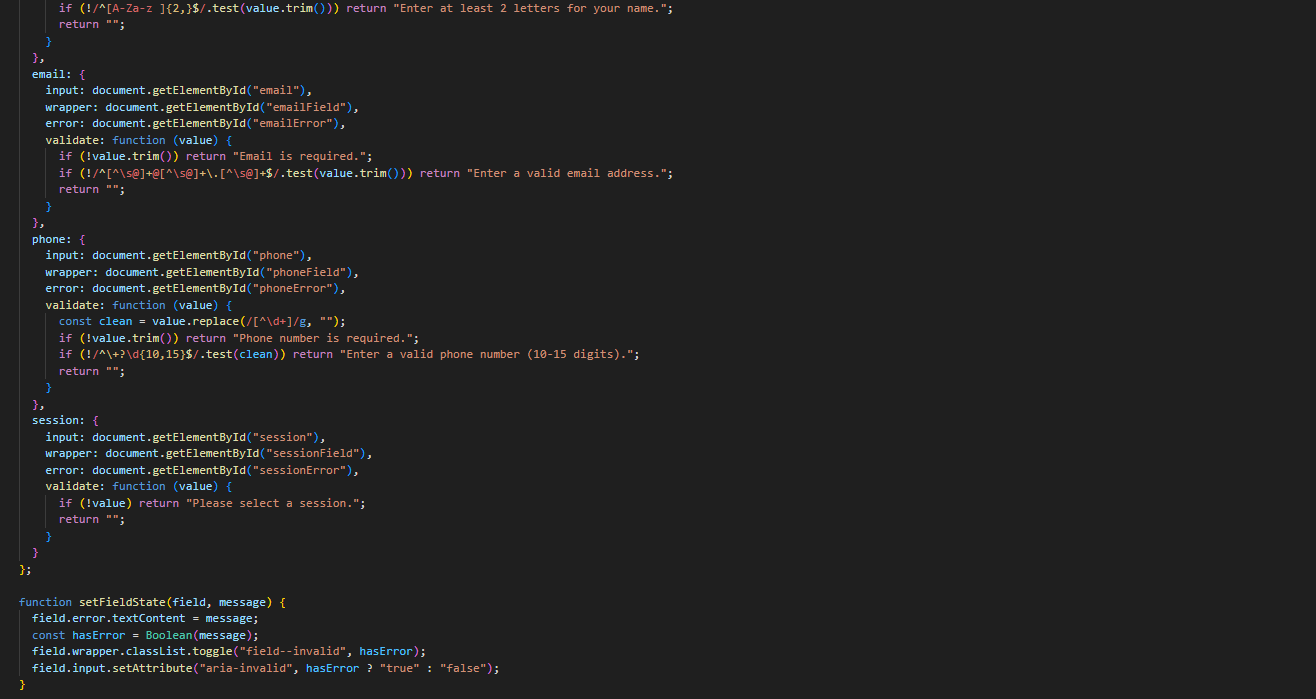 if (!/^[A-Za-z ]{2,}$/.test(value.trim())) return "Enter at least 2 letters for your name.";
return "";
}
},
email: {
input: document.getElementById("email"),
wrapper: document.getElementById("emailField"),
error: document.getElementById("emailError"),
validate: function (value) {
if (!value.trim()) return "Email is required.";
if (!/^[^\s@]+@[^\s@]+\.[^\s@]+$/.test(value.trim())) return "Enter a valid email address.";
return "";
}
},
phone: {
input: document.getElementById("phone"),
wrapper: document.getElementById("phoneField"),
error: document.getElementById("phoneError"),
validate: function (value) {
const clean = value.replace(/[^\d+]/g, "");
if (!value.trim()) return "Phone number is required.";
if (!/^\+?\d{10,15}$/.test(clean)) return "Enter a valid phone number (10-15 digits).";
return "";
}
},
session: {
input: document.getElementById("session"),
wrapper: document.getElementById("sessionField"),
error: document.getElementById("sessionError"),
validate: function (value) {
if (!value) return "Please select a session.";
return "";
}
}
};
function setFieldState(field, message) {
field.error.textContent = message;
const hasError = Boolean(message);
field.wrapper.classList.toggle("field--invalid", hasError);
field.input.setAttribute("aria-invalid", hasError ? "true" : "false");
}